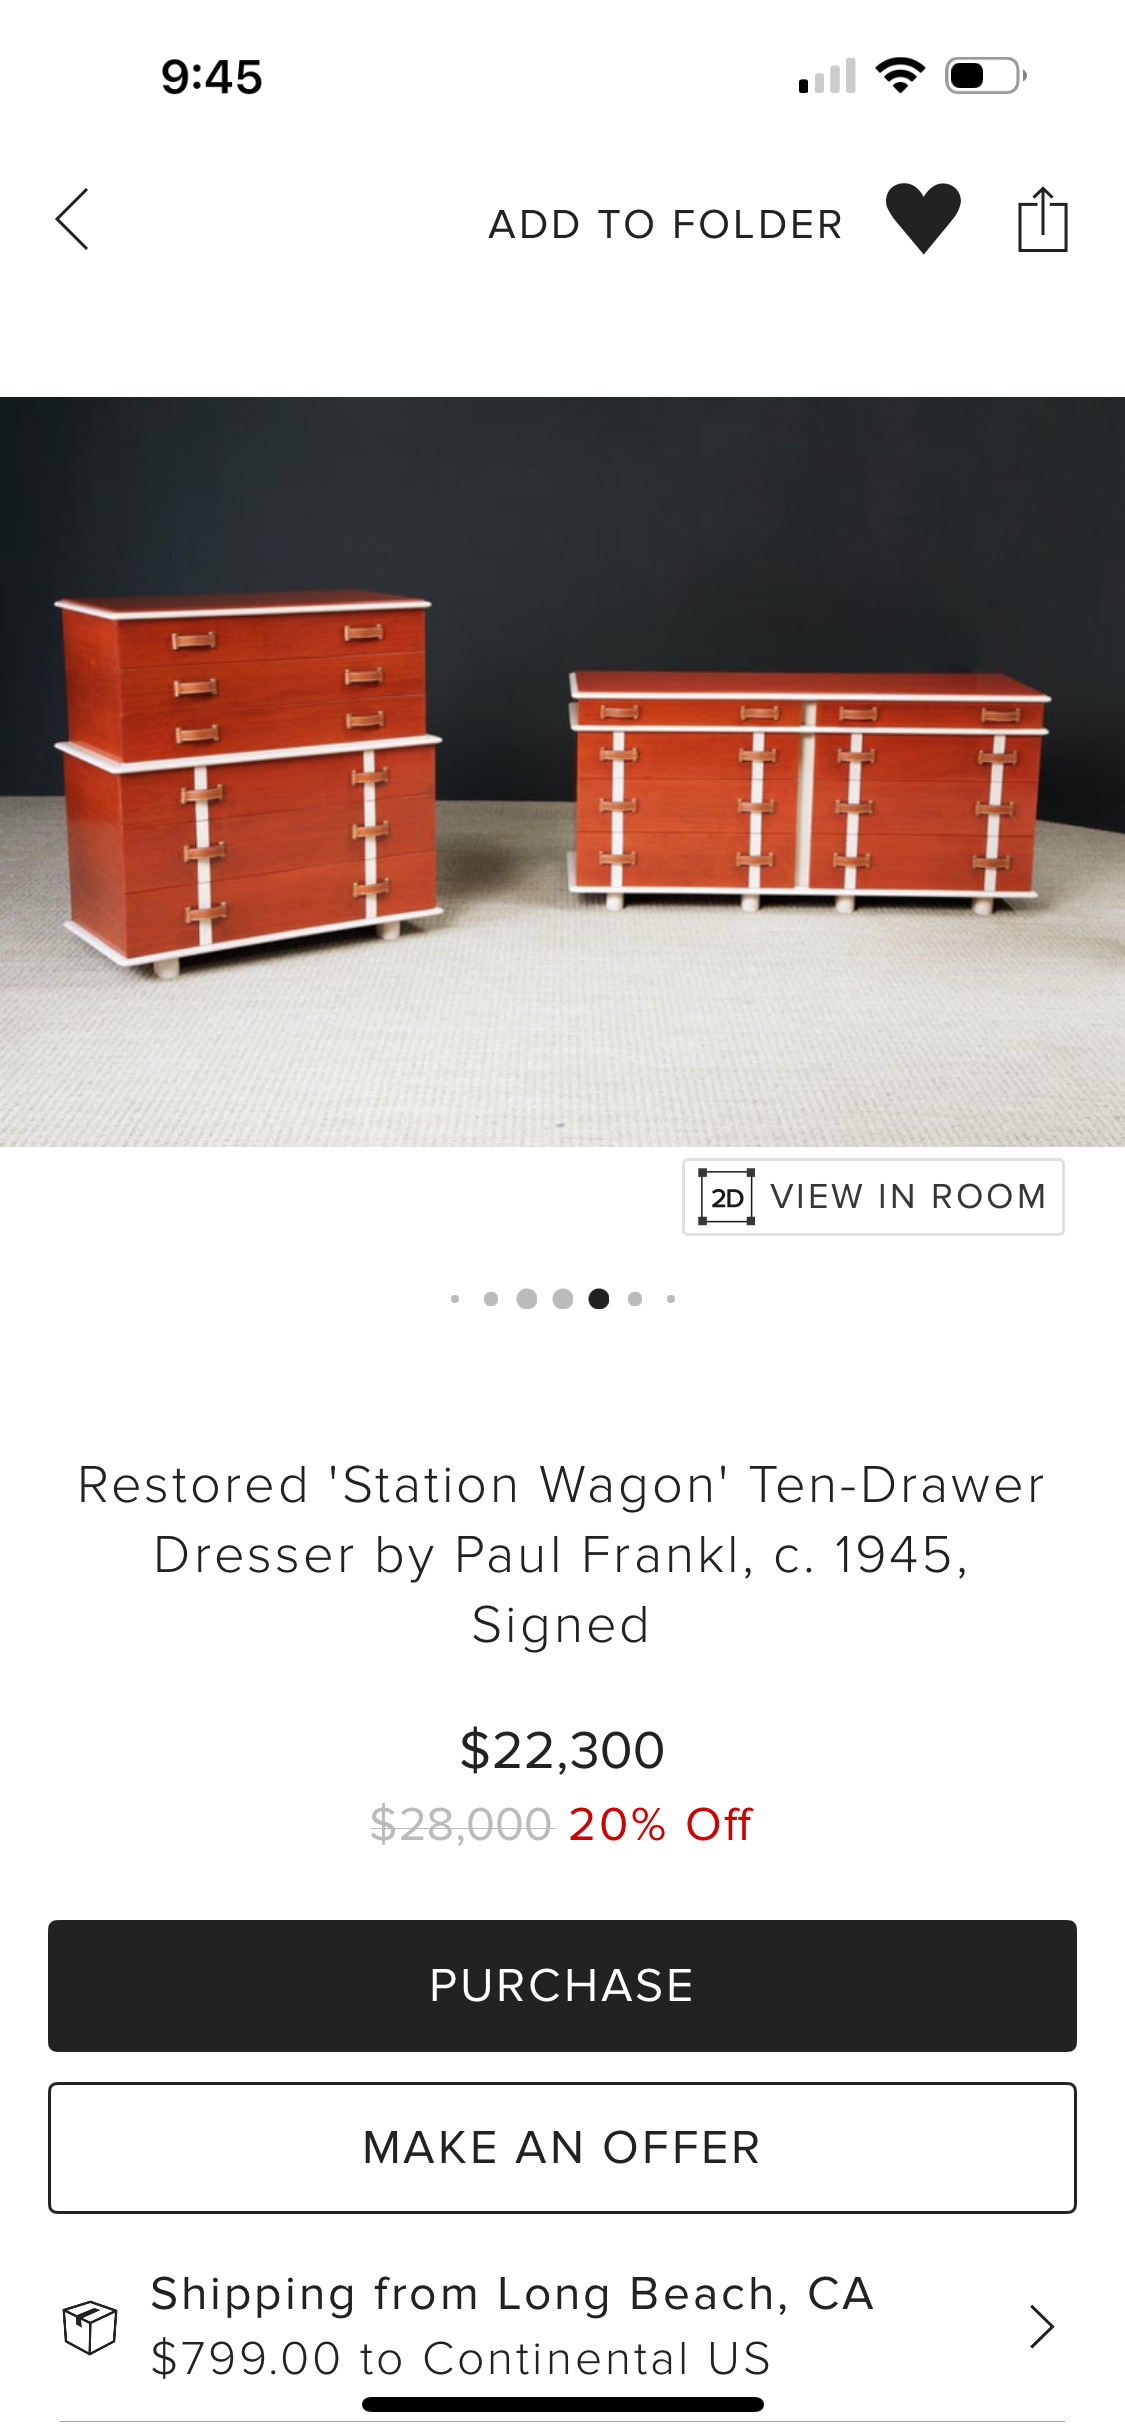 9:45
ADD TO FOLDER
2D VIEW IN ROOM
Restored 'Station Wagon' Ten-Drawer
Dresser by Paul Frankl, c. 1945,
Signed
$22,300
$28,000 20% Off
PURCHASE
MAKE AN OFFER
Shipping from Long Beach, CA
$799.00 to Continental US